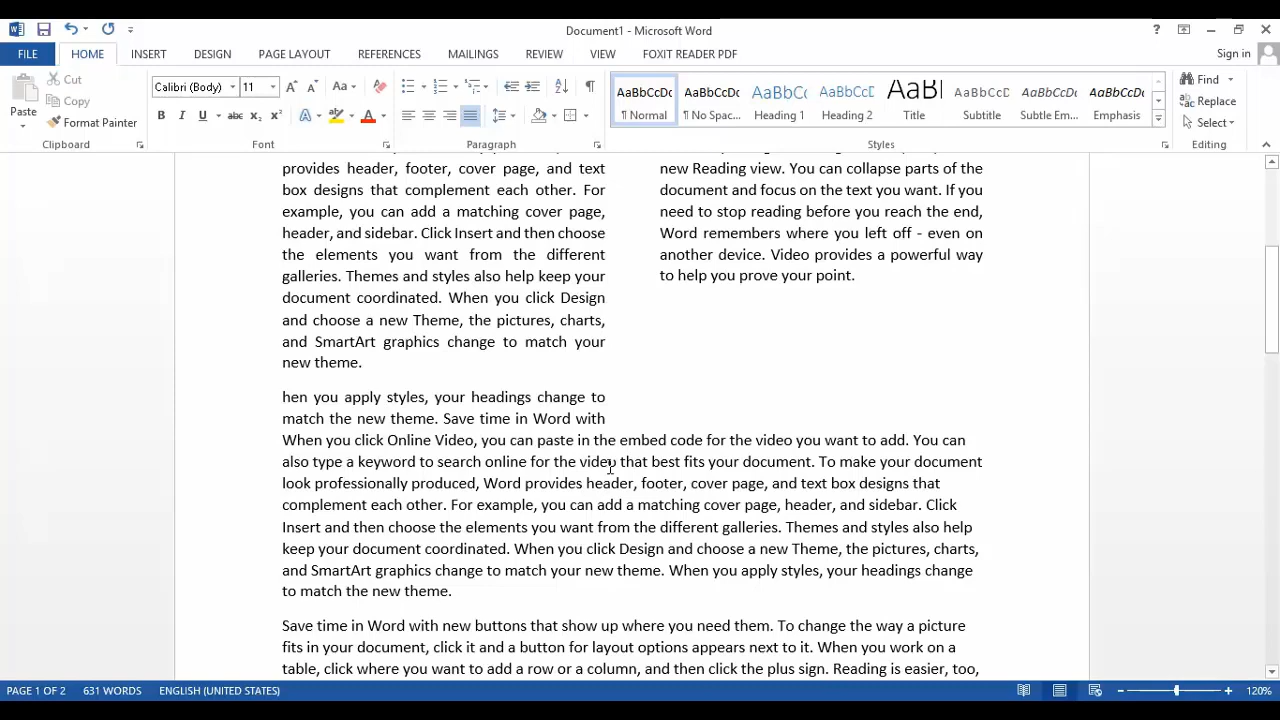 Document1 - Microsoft Word
Sign in
FILE HOME INSERT DESIGN PAGE LAYOUT REFERENCES MAILINGS REVIEW VIEW FOXIT READER PDF
Paste
Cut
Copy
Format Painter
Clipboard
Calibri (Body) 11
Font
Paragraph
AaBbCcDc AaBbCcDc AaBbCc AaBbCcD AaBl AaBbCcD AaBbCcDc AaBbCcDc
¶ Normal ¶ No Spac... Heading 1 Heading 2 Title Subtitle Subtle Em... Emphasis
Styles
Find
Replace
Select
Editing
provides header, footer, cover page, and text
box designs that complement each other. For
example, you can add a matching cover page,
header, and sidebar. Click Insert and then choose
the elements you want from the different
galleries. Themes and styles also help keep your
document coordinated. When you click Design
and choose a new Theme, the pictures, charts,
and SmartArt graphics change to match your
new theme.
hen you apply styles, your headings change to
match the new theme. Save time in Word with
new Reading view. You can collapse parts of the
document and focus on the text you want. If you
need to stop reading before you reach the end,
Word remembers where you left off - even on
another device. Video provides a powerful way
to help you prove your point.
When you click Online Video, you can paste in the embed code for the video you want to add. You can
also type a keyword to search online for the video that best fits your document. To make your document
look professionally produced, Word provides header, footer, cover page, and text box designs that
complement each other. For example, you can add a matching cover page, header, and sidebar. Click
Insert and then choose the elements you want from the different galleries. Themes and styles also help
keep your document coordinated. When you click Design and choose a new Theme, the pictures, charts,
and SmartArt graphics change to match your new theme. When you apply styles, your headings change
to match the new theme.
Save time in Word with new buttons that show up where you need them. To change the way a picture
fits in your document, click it and a button for layout options appears next to it. When you work on a
table, click where you want to add a row or a column, and then click the plus sign. Reading is easier, too,
PAGE 1 OF 2 631 WORDS ENGLISH (UNITED STATES) 120%